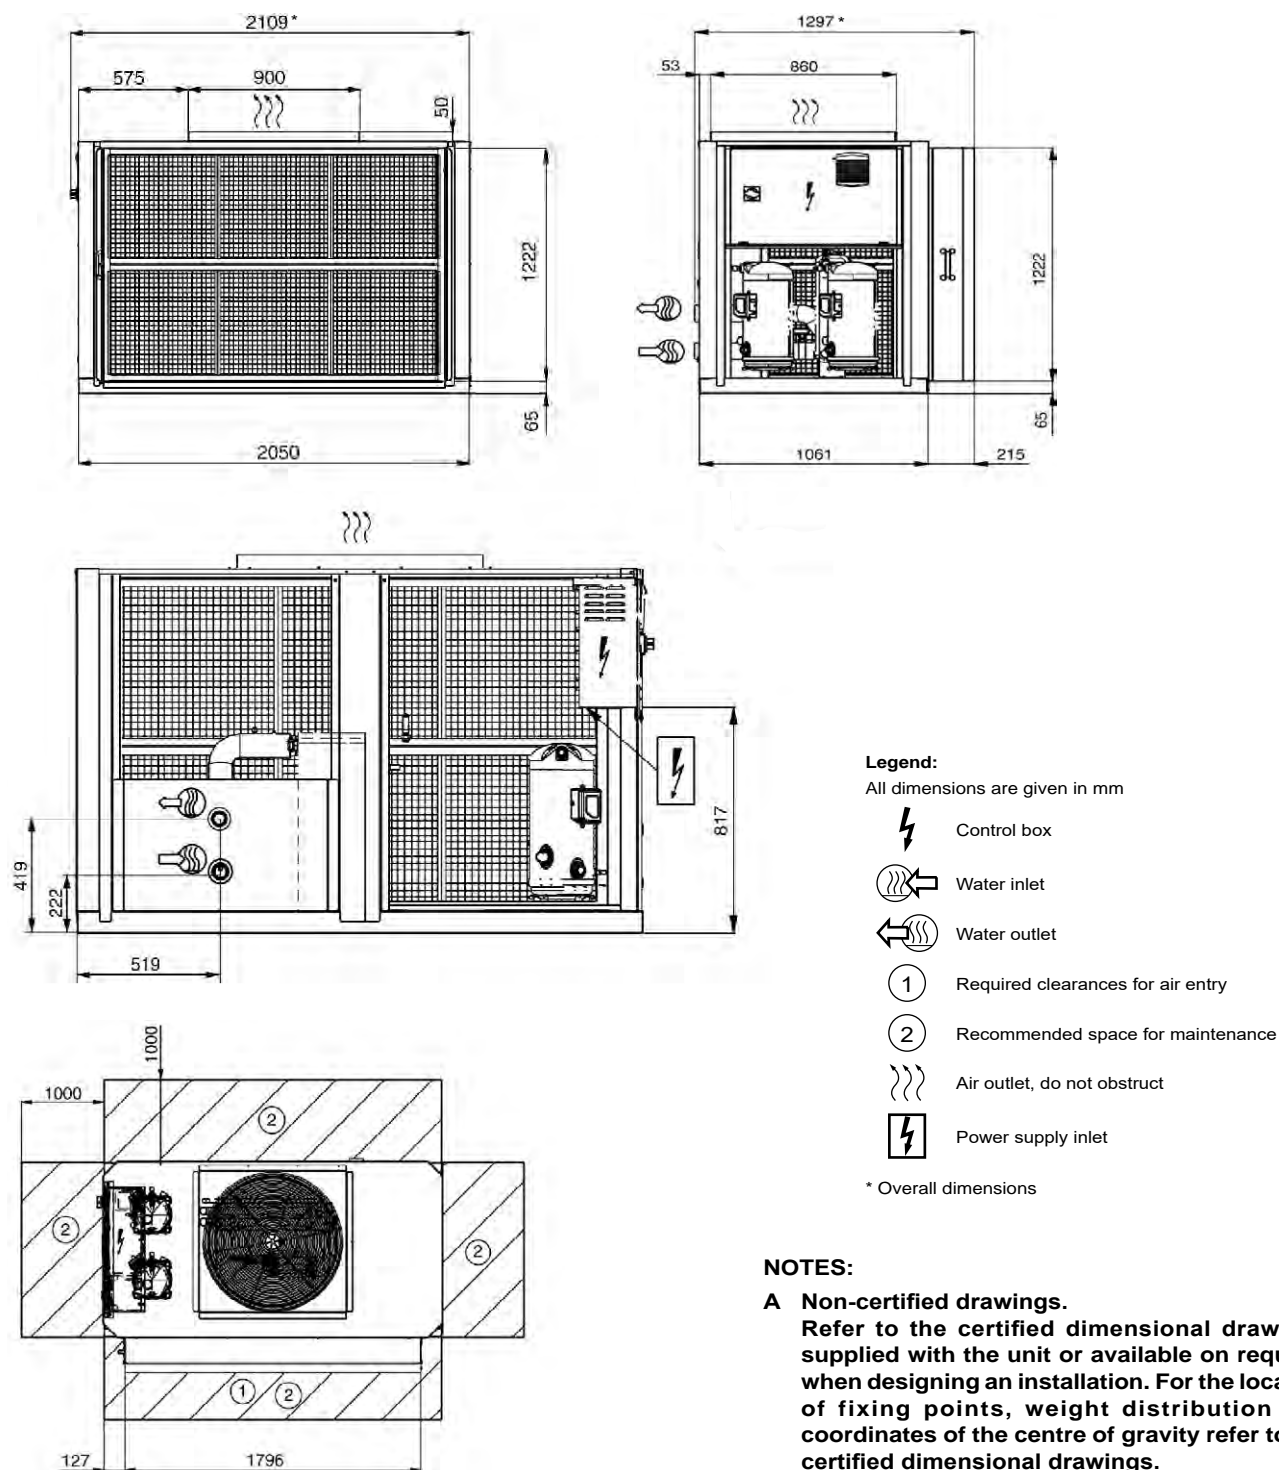 2109 *
575
900
50
1222
65
2050
1297 *
53
860
1222
65
1061
215
419
222
519
817
Legend:
All dimensions are given in mm
Control box
Water inlet
Water outlet
1 Required clearances for air entry
2 Recommended space for maintenance
Air outlet, do not obstruct
Power supply inlet
* Overall dimensions
1000
1000
2
2
2
1 2
127
1796
NOTES:
A Non-certified drawings.
Refer to the certified dimensional draw
supplied with the unit or available on requ
when designing an installation. For the loca
of fixing points, weight distribution
coordinates of the centre of gravity refer to
certified dimensional drawings.